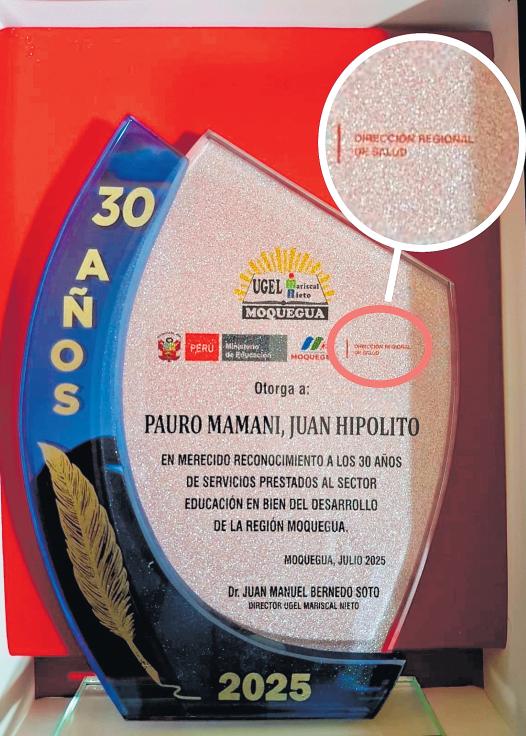 DIRECCIÓN REGIONAL
DE SALUD
30
AÑOS
UGEL Mariscal
Nieto
MOQUEGUA
PERÚ
Ministerio
de Educación
DIRECCIÓN REGIONAL
DE SALUD
Otorga a:
PAURO MAMANI, JUAN HIPOLITO
EN MERECIDO RECONOCIMIENTO A LOS 30 AÑOS
DE SERVICIOS PRESTADOS AL SECTOR
EDUCACIÓN EN BIEN DEL DESARROLLO
DE LA REGIÓN MOQUEGUA.
MOQUEGUA, JULIO 2025
Dr. JUAN MANUEL BERNEDO SOTO
DIRECTOR UGEL MARISCAL NIETO
2025